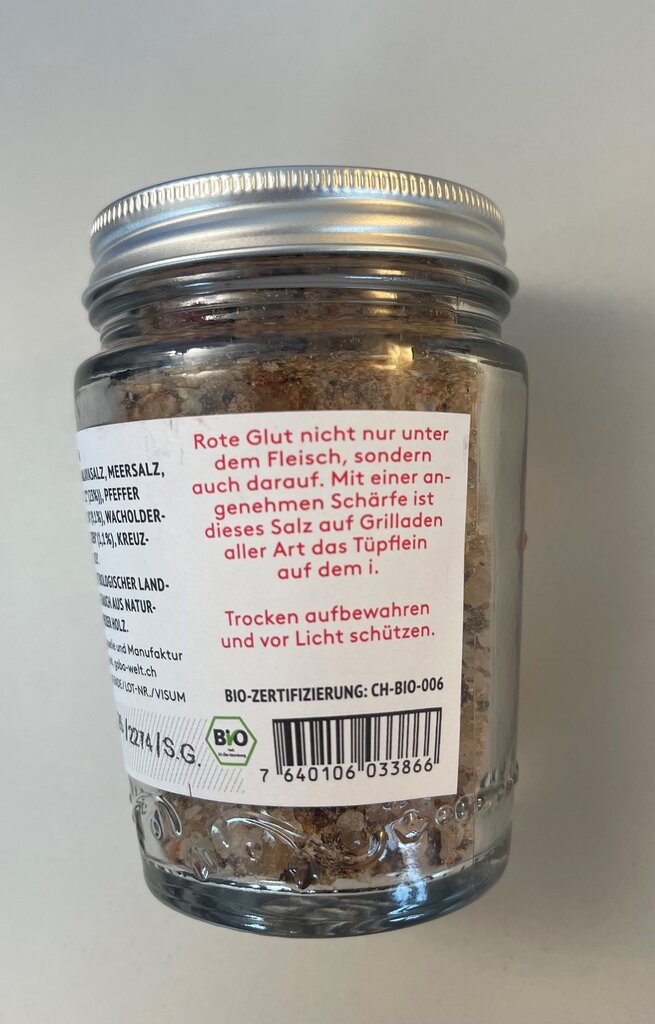 SALZ, MEERSALZ,
PFEFFER
WACHOLDER-
KREUZ-
LAND-
AUS NATUR-
HOLZ.
und Manufaktur
gebo-welt.ch
/LOT-NR./VISUM
/2274/S.G.
Rote Glut nicht nur unter
dem Fleisch, sondern
auch darauf. Mit einer an-
genehmen Schärfe ist
dieses Salz auf Grilladen
aller Art das Tüpflein
auf dem i.
Trocken aufbewahren
und vor Licht schützen.
BIO-ZERTIFIZIERUNG: CH-BIO-006
BIO
7 640106 033866